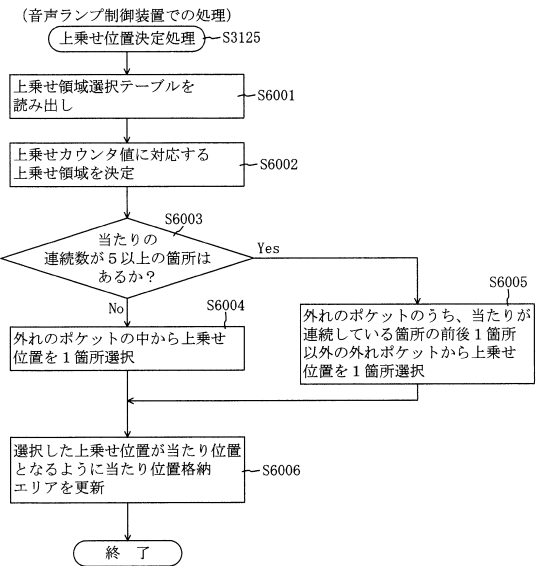 (音声ランプ制御装置での処理)
上乗せ位置決定処理
S3125
上乗せ領域選択テーブルを
読み出し
S6001
上乗せカウンタ値に対応する
上乗せ領域を決定
S6002
S6003
当たりの
連続数が5以上の箇所は
あるか?
Yes
No
S6004
外れのポケットの中から上乗せ
位置を1箇所選択
S6005
外れのポケットのうち、当たりが
連続している箇所の前後1箇所
以外の外れポケットから上乗せ
位置を1箇所選択
選択した上乗せ位置が当たり位置
となるように当たり位置格納
エリアを更新
S6006
終 了